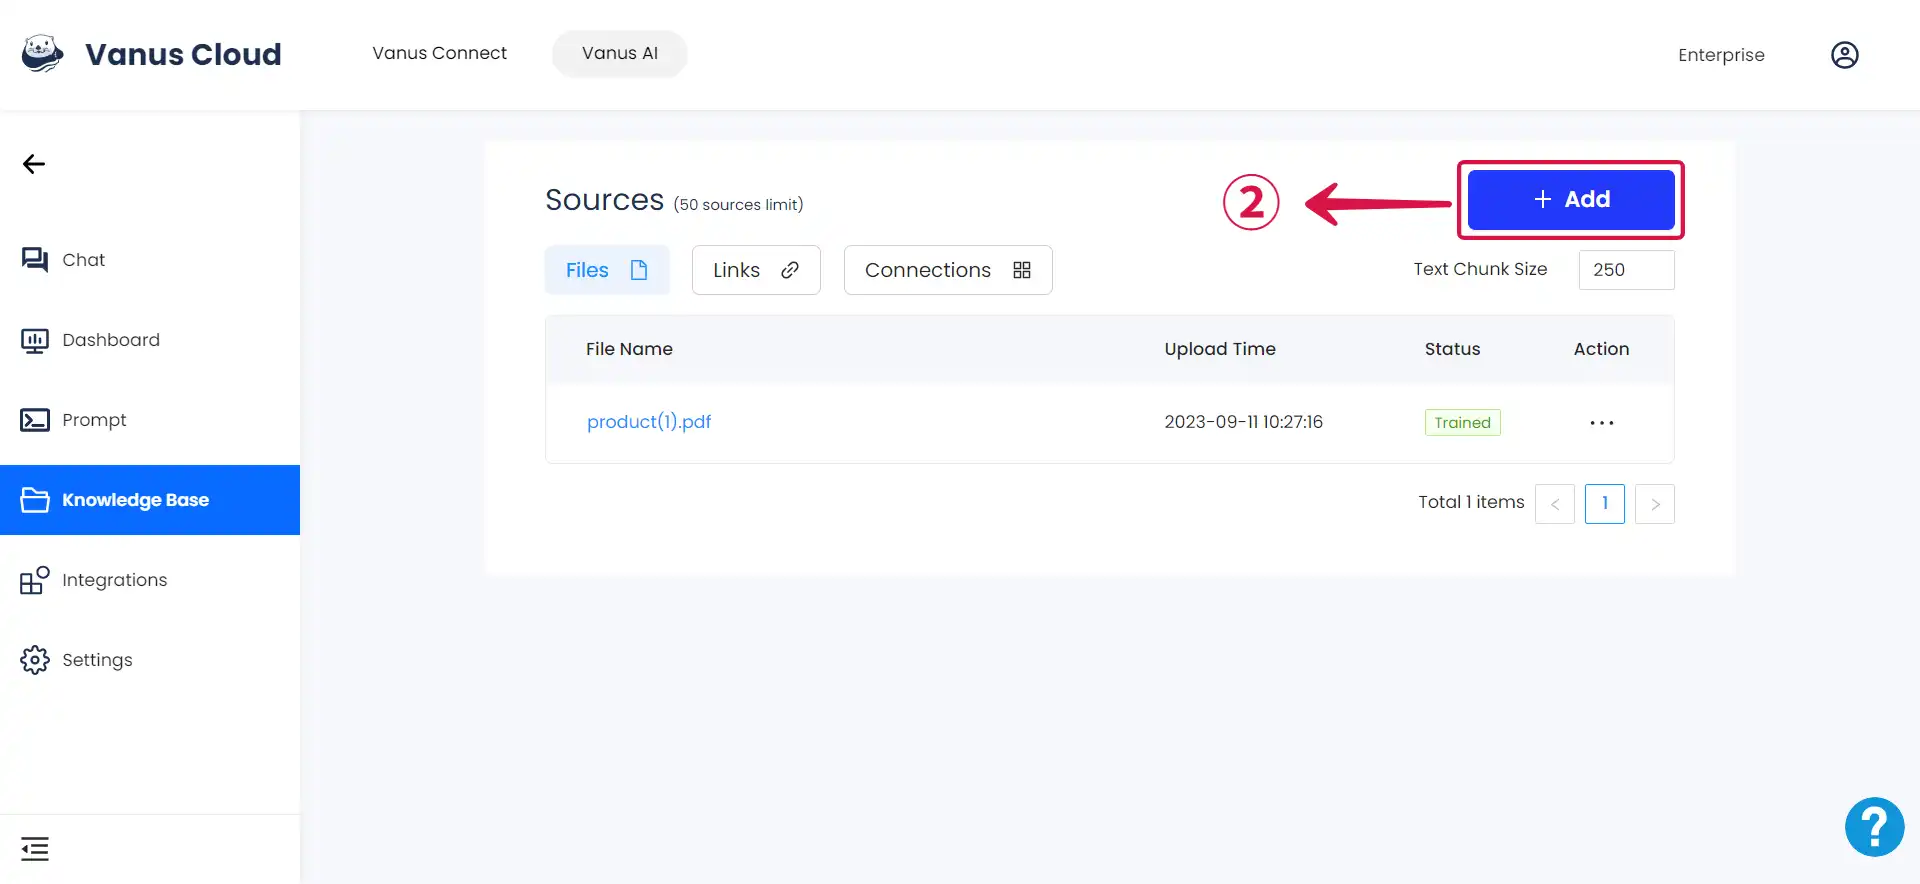 Vanus Cloud
Vanus Connect
Vanus AI
Enterprise
Chat
Dashboard
Prompt
Knowledge Base
Integrations
Settings
Sources (50 sources limit)
2
+ Add
Files
Links
Connections
Text Chunk Size
250
File Name
Upload Time
Status
Action
product(1).pdf
2023-09-11 10:27:16
Trained
...
Total 1 items
<
1
>
?